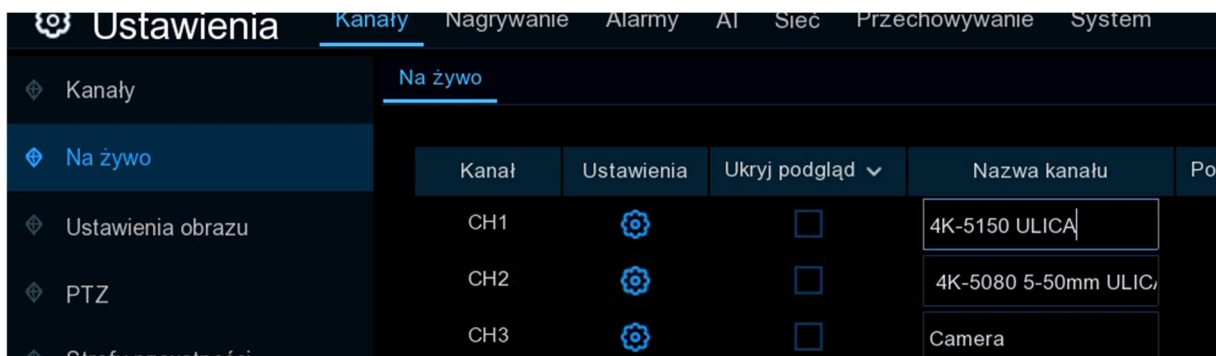 Ustawienia Kanały Nagrywanie Alarmy AI Sieć Przechowywanie System
Kanały
Na żywo
Ustawienia obrazu
PTZ
Na żywo
Kanał Ustawienia Ukryj podgląd Nazwa kanału Po
CH1 4K-5150 ULICA
CH2 4K-5080 5-50mm ULIC
CH3 Camera